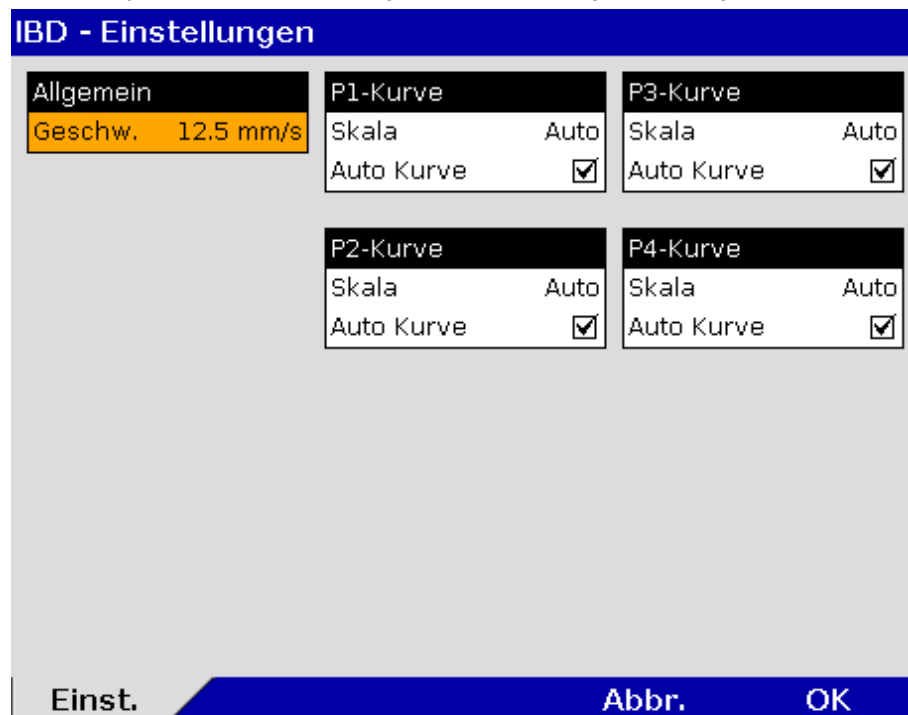 IBD - Einstellungen
Allgemein
Geschw. 12.5 mm/s
P1-Kurve
Skala Auto
Auto Kurve
P3-Kurve
Skala Auto
Auto Kurve
P2-Kurve
Skala Auto
Auto Kurve
P4-Kurve
Skala Auto
Auto Kurve
Einst. Abbr. OK